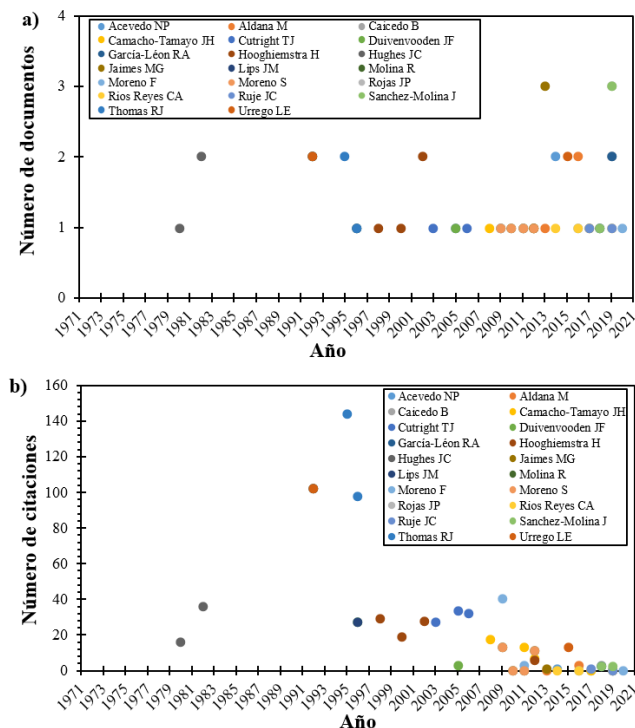 a)
4
3
2
1
0
Número de documentos
Acevedo NP Aldana M Caicedo B
Camacho-Tamayo JH Cutright TJ Duivenvooden JF
García-Léon RA Hooghiemstra H Hughes JC
Jaimes MG Lips JM Molina R
Moreno F Moreno S Rojas JP
Rios Reyes CA Ruje JC Sanchez-Molina J
Thomas RJ Urrego LE
1971 1973 1975 1977 1979 1981 1983 1985 1987 1989 1991 1993 1995 1997 1999 2001 2003 2005 2007 2009 2011 2013 2015 2017 2019 2021
Año
b)
160
140
120
100
80
60
40
20
0
Número de citaciones
Acevedo NP Aldana M
Caicedo B Camacho-Tamayo JH
Cutright TJ Duivenvooden JF
García-Léon RA Hooghiemstra H
Hughes JC Jaimes MG
Lips JM Molina R
Moreno F Moreno S
Rojas JP Rios Reyes CA
Ruje JC Sanchez-Molina J
Thomas RJ Urrego LE
1971 1973 1975 1977 1979 1981 1983 1985 1987 1989 1991 1993 1995 1997 1999 2001 2003 2005 2007 2009 2011 2013 2015 2017 2019 2021
Año